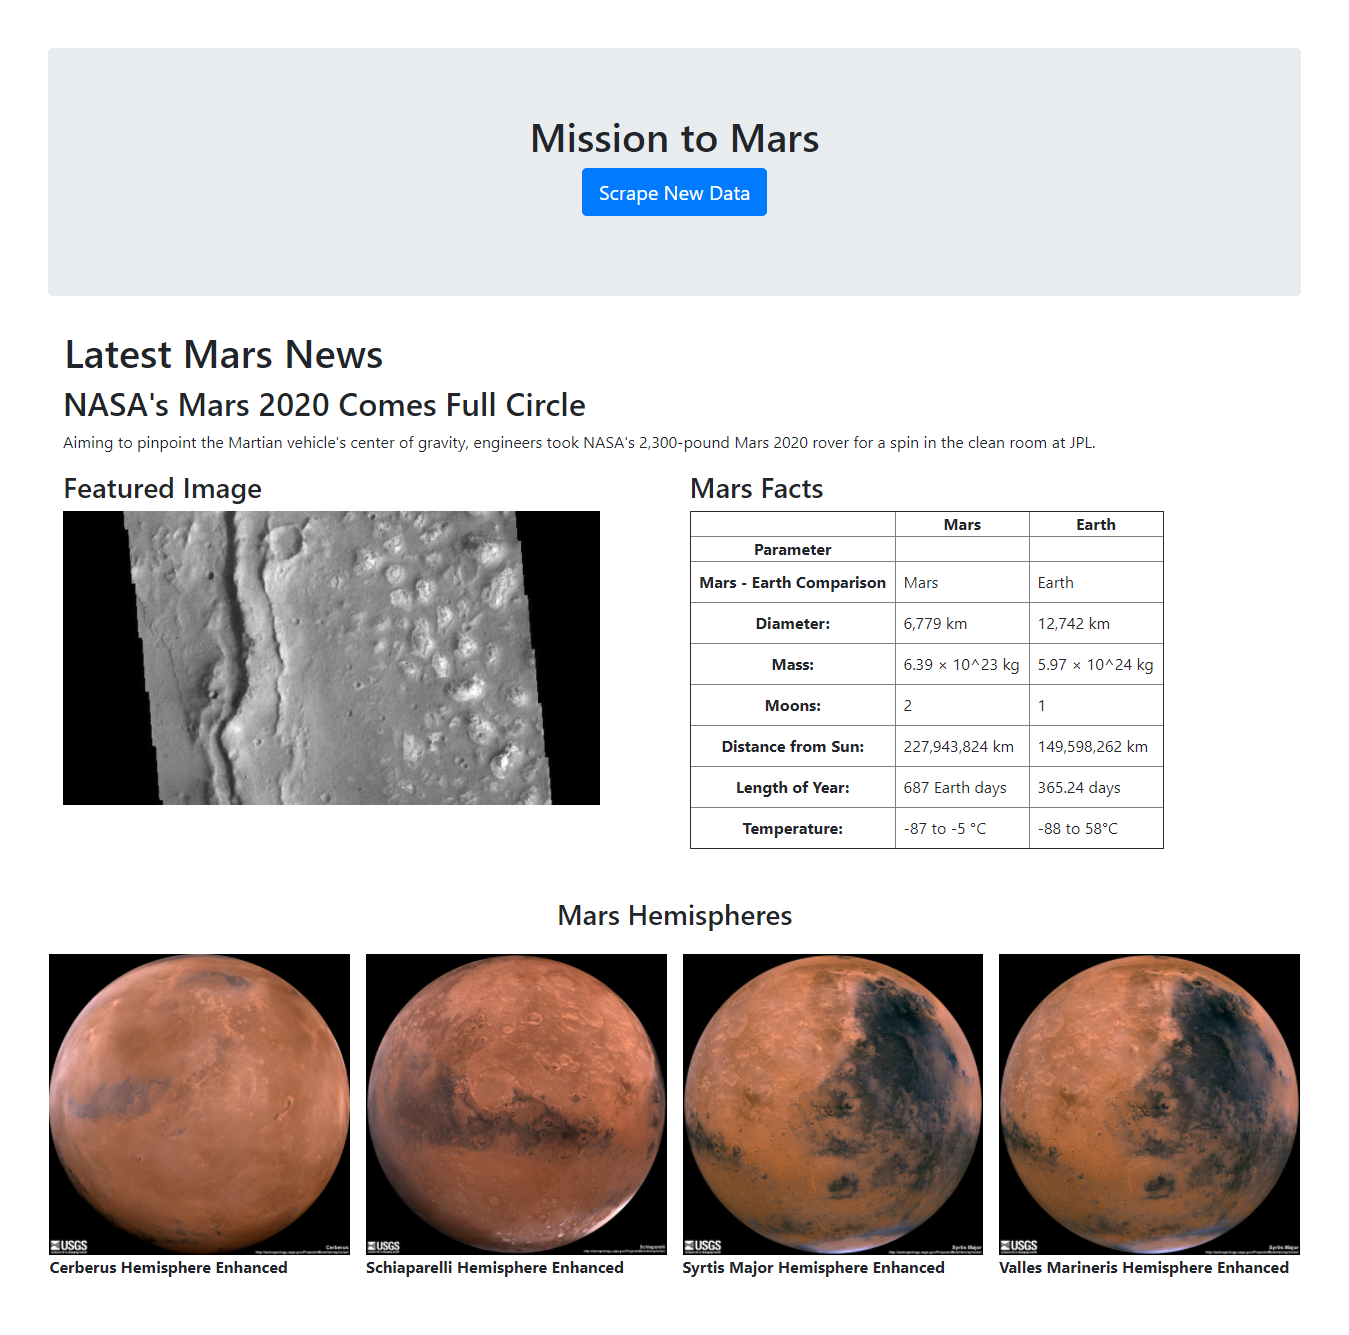 Mission to Mars
Scrape New Data
Latest Mars News
NASA's Mars 2020 Comes Full Circle
Aiming to pinpoint the Martian vehicle's center of gravity, engineers took NASA's 2,300-pound Mars 2020 rover for a spin in the clean room at JPL.
Featured Image
Mars Facts
Mars Earth
Parameter
Mars - Earth Comparison Mars Earth
Diameter: 6,779 km 12,742 km
Mass: 6.39 × 10^23 kg 5.97 × 10^24 kg
Moons: 2 1
Distance from Sun: 227,943,824 km 149,598,262 km
Length of Year: 687 Earth days 365.24 days
Temperature: -87 to -5 °C -88 to 58°C
Mars Hemispheres
USGS Cerberus
USGS Schiaparelli
USGS Syrtis Major
USGS Syrtis Major
Cerberus Hemisphere Enhanced
Schiaparelli Hemisphere Enhanced
Syrtis Major Hemisphere Enhanced
Valles Marineris Hemisphere Enhanced